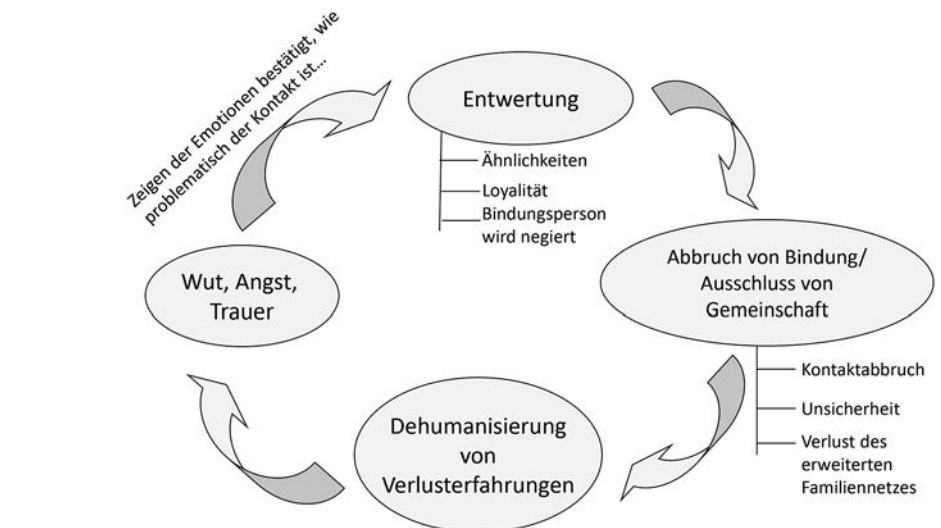 Zeigen der Emotionen bestätigt, wie
problematisch der Kontakt ist...
Entwertung
Ähnlichkeiten
Loyalität
Bindungsperson
wird negiert
Abbruch von Bindung/
Ausschluss von
Gemeinschaft
Kontaktabbruch
Unsicherheit
Verlust des
erweiterten
Familiennetzes
Dehumanisierung
von
Verlusterfahrungen
Wut, Angst,
Trauer